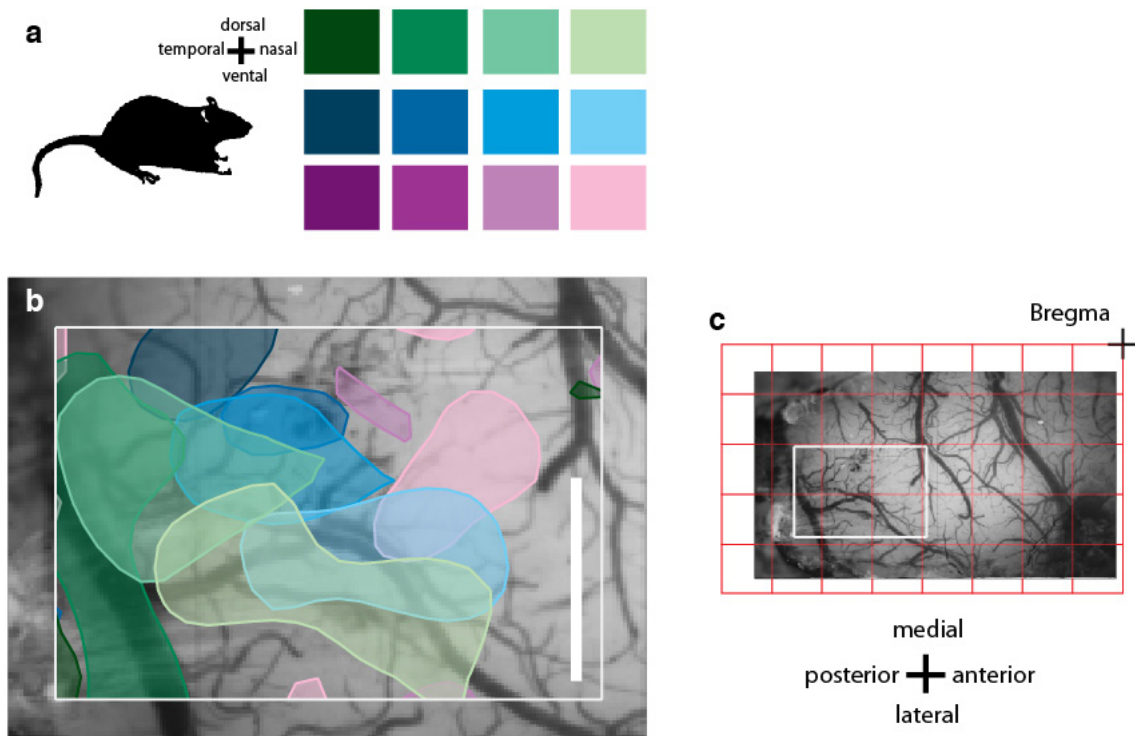 a
dorsal
temporal nasal
vental
b
c
Bregma
medial
posterior anterior
lateral